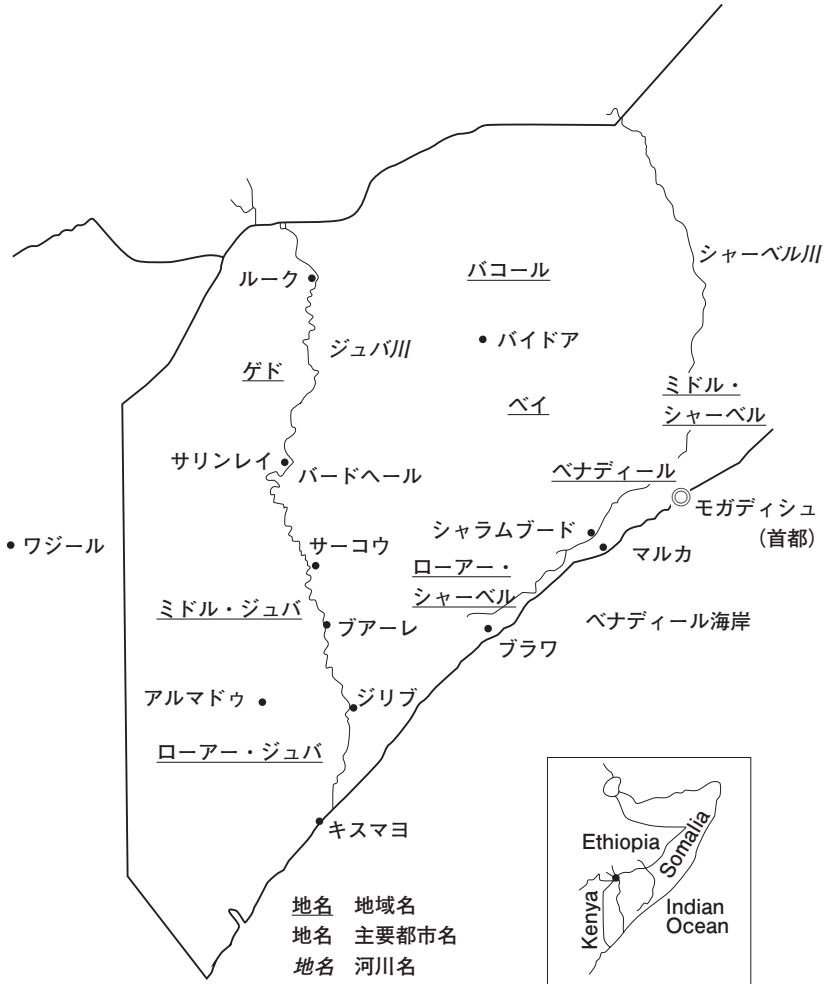 シャーベル川
バコール
ルーク
バイドア
ジュバ川
ゲド
ミドル・
シャーベル
ベイ
サリンレイ
バードヘール
ベナディール
モガディシュ
(首都)
シャラムブード
マルカ
ワジール
サーコウ
ローアー・
シャーベル
ミドル・ジュバ
ブアーレ
ベナディール海岸
ブラワ
アルマドゥ
ジリブ
ローアー・ジュバ
キスマヨ
地名 地域名
地名 主要都市名
地名 河川名
Ethiopia
Somalia
Kenya
Indian
Ocean